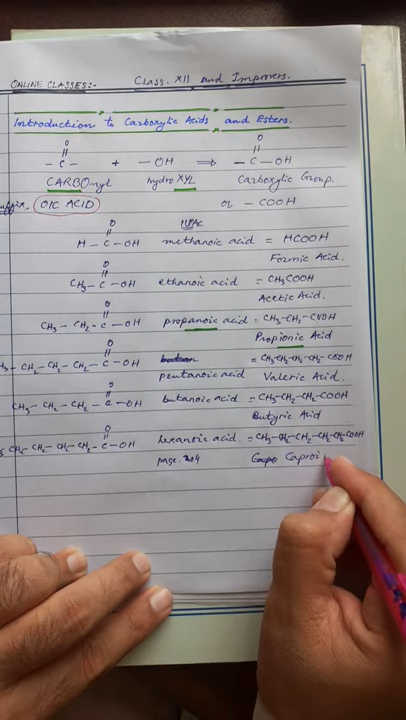 ONLINE CLASSES:- Class. XII and Improvers.
Introduction to Carboxylic Acids and Esters.
O O
|| ||
- C - + - OH ⇒ - C - OH
CARBOnyl hydroXYL Carboxylic Group.
OIC ACID or - COOH
O IUPAC
||
H - C - OH methanoic acid = HCOOH
O Formic Acid.
||
CH3 - C - OH ethanoic acid = CH3COOH
O Acetic Acid.
||
CH3 - CH2 - C - OH propanoic acid = CH3-CH2-COOH
O Propionic Acid
||
- CH2 - CH2 - CH2 - C - OH = CH3-CH2-CH2-CH2-COOH
pentanoic acid Valeric Acid.
O
||
CH3 - CH2 - CH2 - C - OH butanoic acid = CH3-CH2-CH2-COOH
O Butyric Acid
||
CH2 CH2 - CH2 - CH2 - C - OH hexanoic acid. = CH3-CH2-CH2-CH2-CH2-COOH
page. 204 Caproi